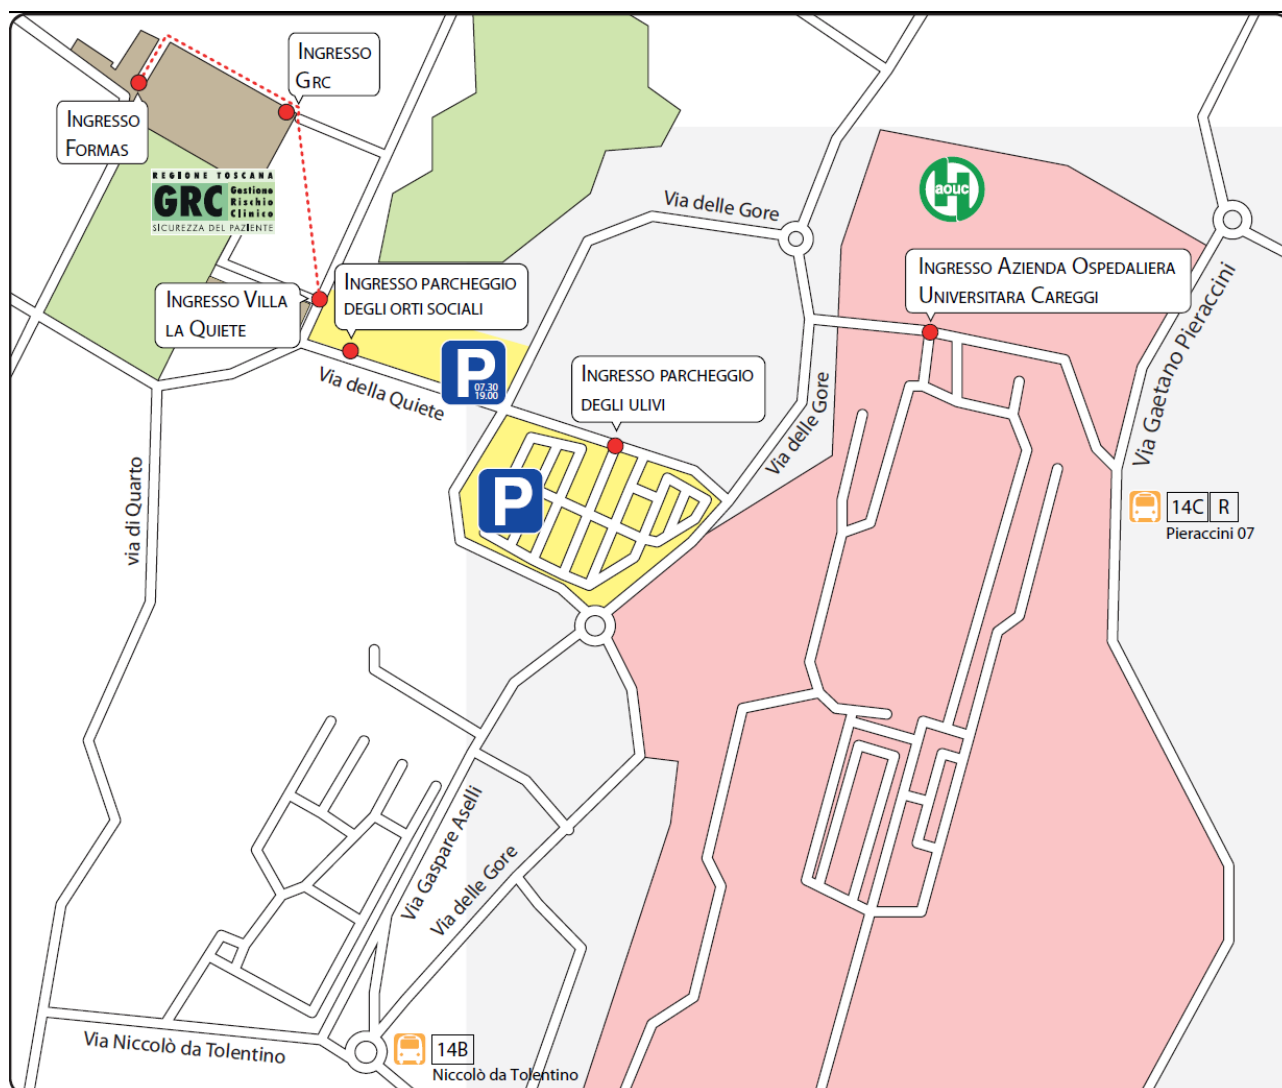 INGRESSO
GRC
INGRESSO
FORMAS
REGIONE TOSCANA
GRC
Gestione
Rischio
Clinico
SICUREZZA DEL PAZIENTE
aouc
H
Via delle Gore
INGRESSO AZIENDA OSPEDALIERA
UNIVERSITARA CAREGGI
INGRESSO VILLA
LA QUIETE
INGRESSO PARCHEGGIO
DEGLI ORTI SOCIALI
P
07.30
19.00
Via della Quiete
INGRESSO PARCHEGGIO
DEGLI ULIVI
Via delle Gore
Via Gaetano Pieraccini
P
14C
R
Pieraccini 07
via di Quarto
Via Gaspare Aselli
Via delle Gore
Via Niccolò da Tolentino
14B
Niccolò da Tolentino